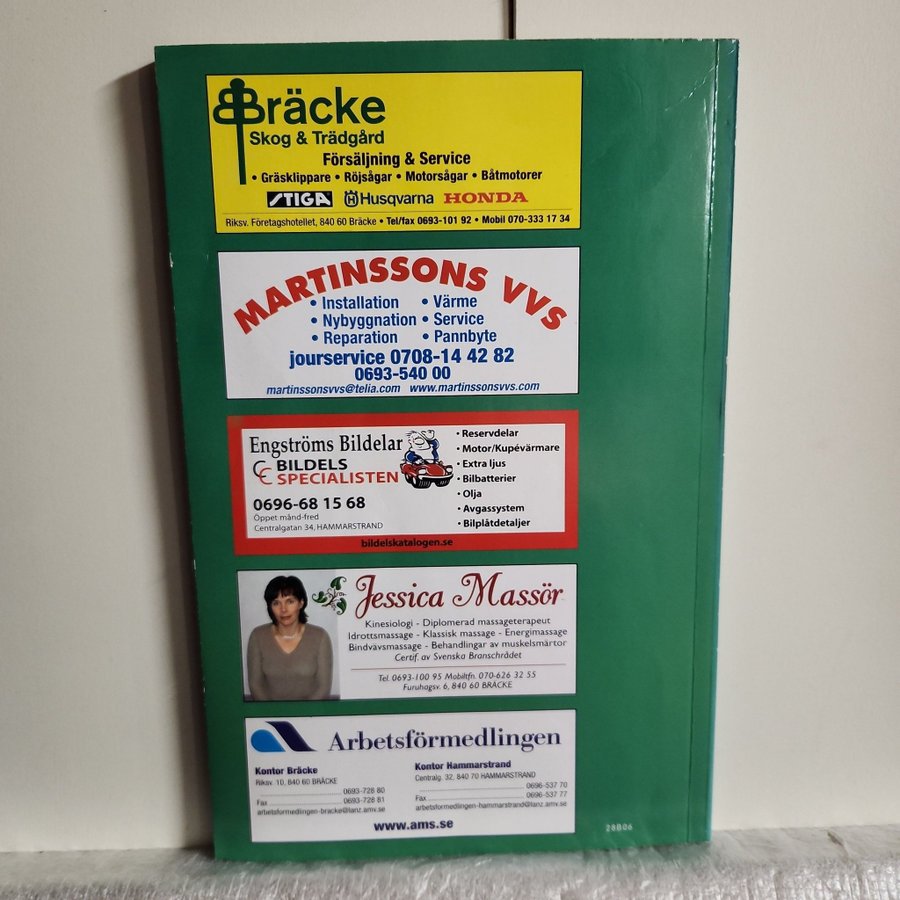 Bräcke
Skog & Trädgård
Försäljning & Service
• Gräsklippare • Röjsågar • Motorsågar • Båtmotorer
STIGA Husqvarna HONDA
Riksv. Företagshotellet, 840 60 Bräcke • Tel/fax 0693-101 92 • Mobil 070-333 17 34
MARTINSSONS VVS
• Installation • Värme
• Nybyggnation • Service
• Reparation • Pannbyte
jourservice 0708-14 42 82
0693-540 00
martinssonsvvs@telia.com www.martinssonsvvs.com
Engströms Bildelar
BILDELS
SPECIALISTEN
0696-68 15 68
Öppet månd-fred
Centralgatan 34, HAMMARSTRAND
• Reservdelar
• Motor/Kupévärmare
• Extra ljus
• Bilbatterier
• Olja
• Avgassystem
• Bilplåtdetaljer
bildelskatalogen.se
Jessica Massör
Kinesiologi - Diplomerad massageterapeut
Idrottsmassage - Klassisk massage - Energimassage
Bindvävsmassage - Behandlingar av muskelsmärtor
Certif. av Svenska Branschrådet
Tel. 0693-100 95 Mobiltfn. 070-626 32 55
Furuhagsv. 6, 840 60 BRÄCKE
Arbetsförmedlingen
Kontor Bräcke
Riksv. 10, 840 60 BRÄCKE
0693-728 80
Fax 0693-728 81
arbetsformedlingen-bracke@lanz.amv.se
Kontor Hammarstrand
Centralg. 32, 840 70 HAMMARSTRAND
0696-537 70
Fax 0696-537 77
arbetsformedlingen-hammarstrand@lanz.amv.se
www.ams.se
28B06